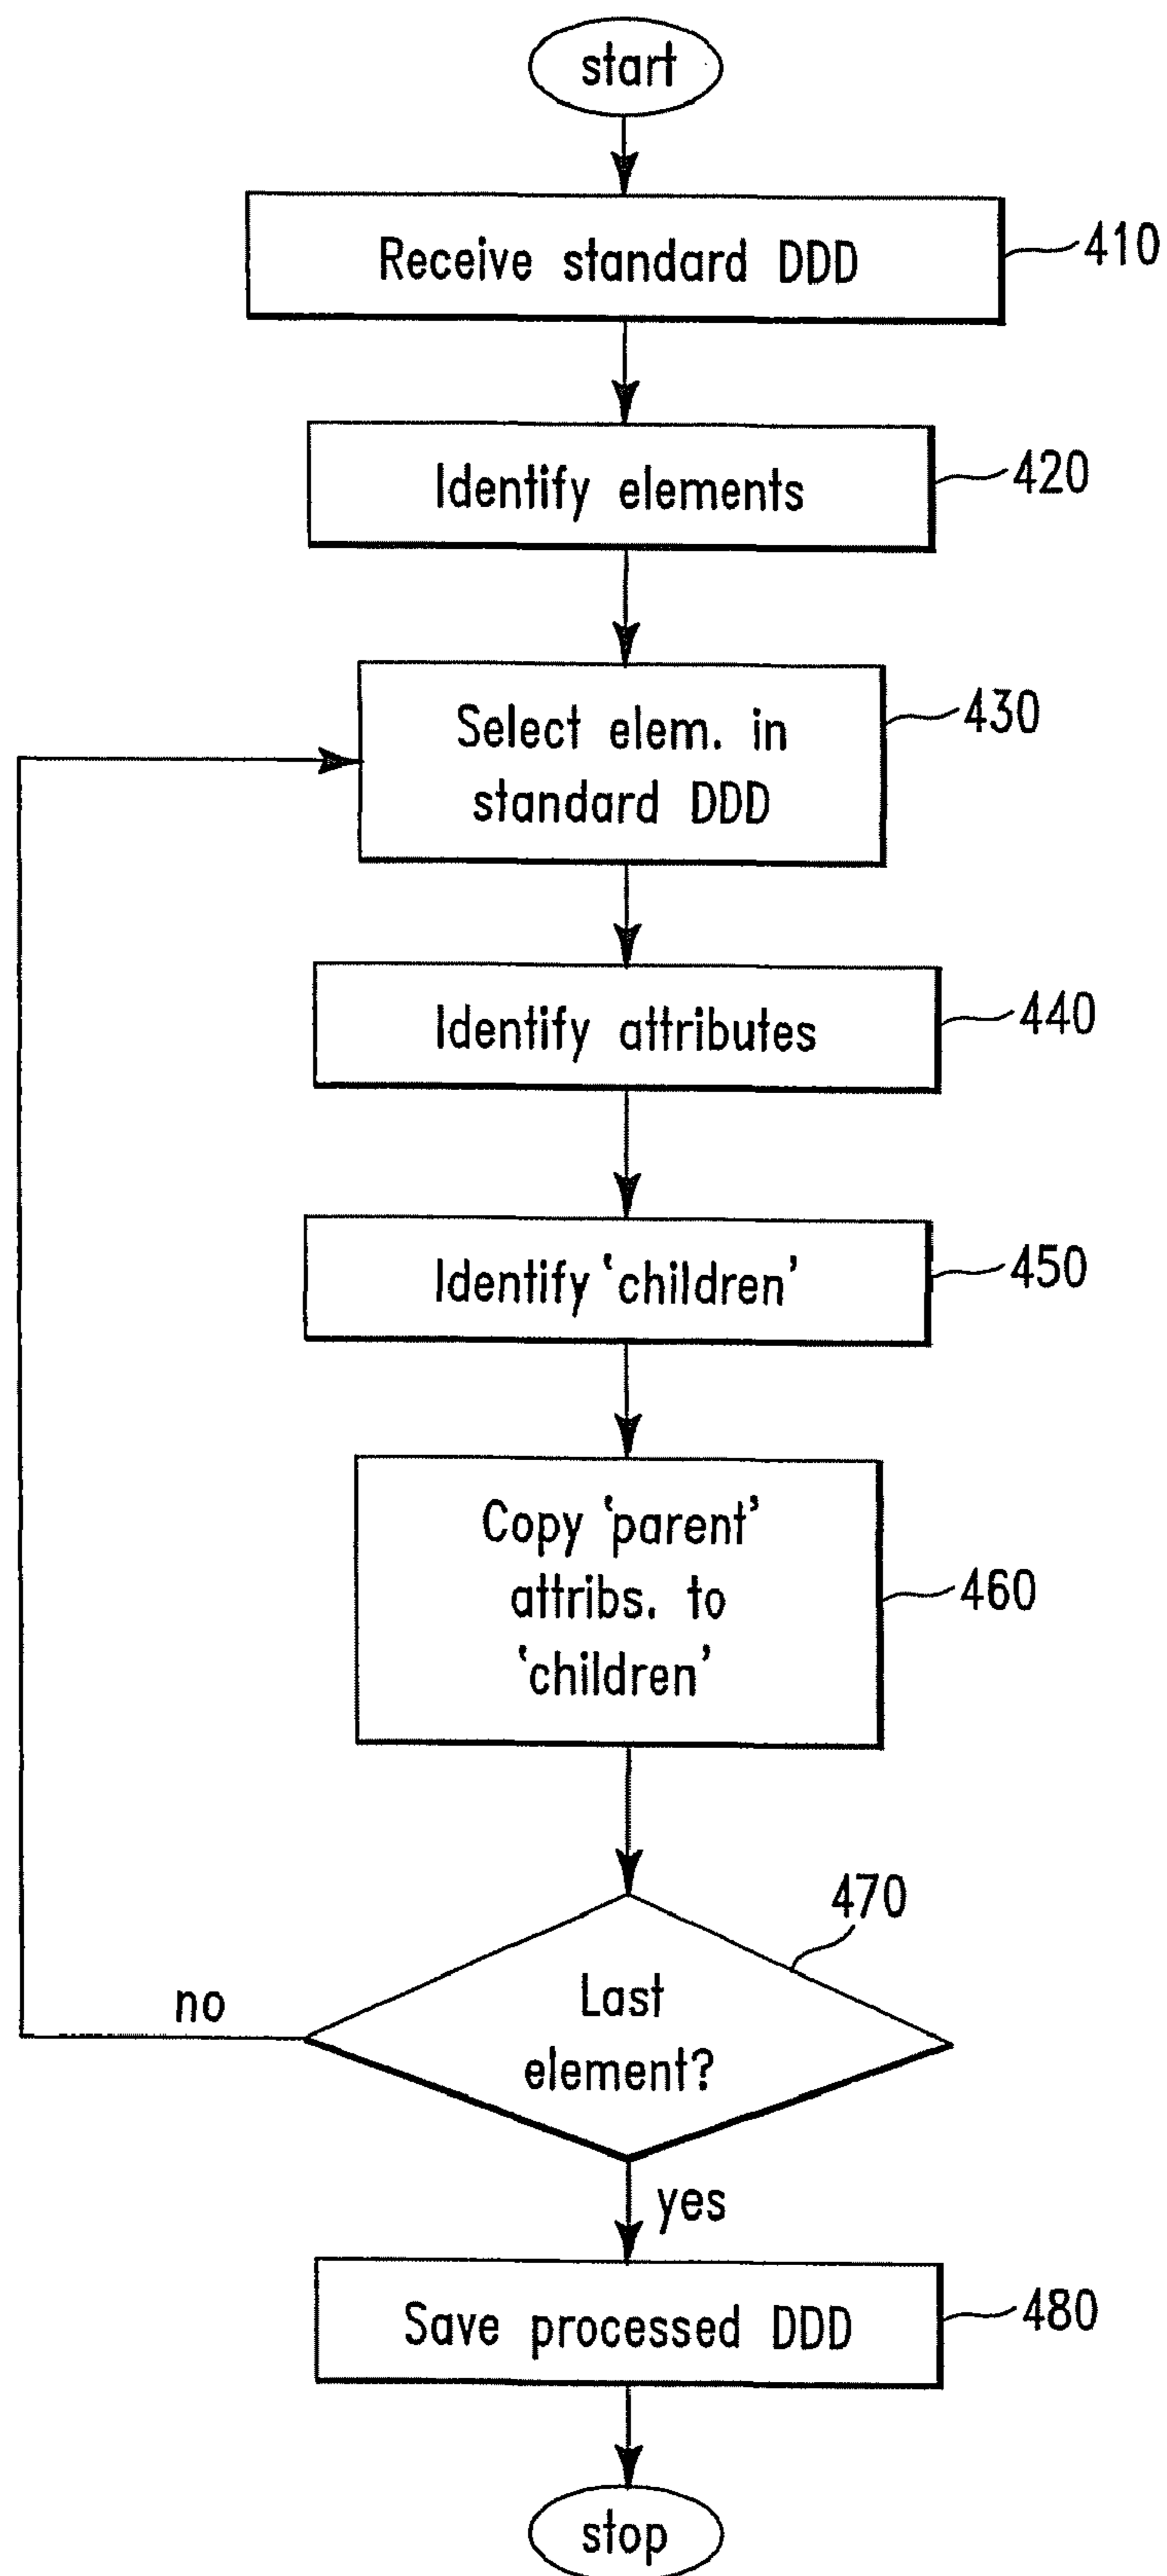 start
Receive standard DDD
410
Identify elements
420
Select elem. in
standard DDD
430
Identify attributes
440
Identify 'children'
450
Copy 'parent'
attribs. to
'children'
460
470
Last
element?
no
yes
Save processed DDD
480
stop